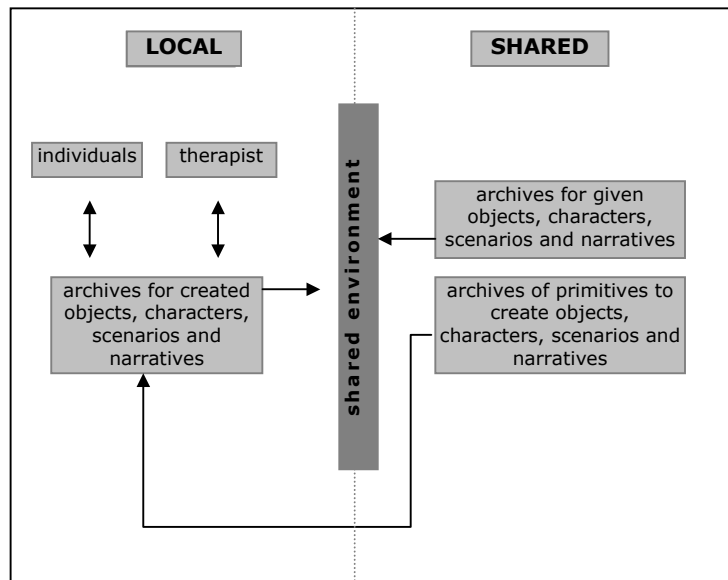 LOCAL
SHARED
individuals
therapist
shared environment
archives for given
objects, characters,
scenarios and narratives
archives for created
objects, characters,
scenarios and
narratives
archives of primitives to
create objects,
characters, scenarios and
narratives